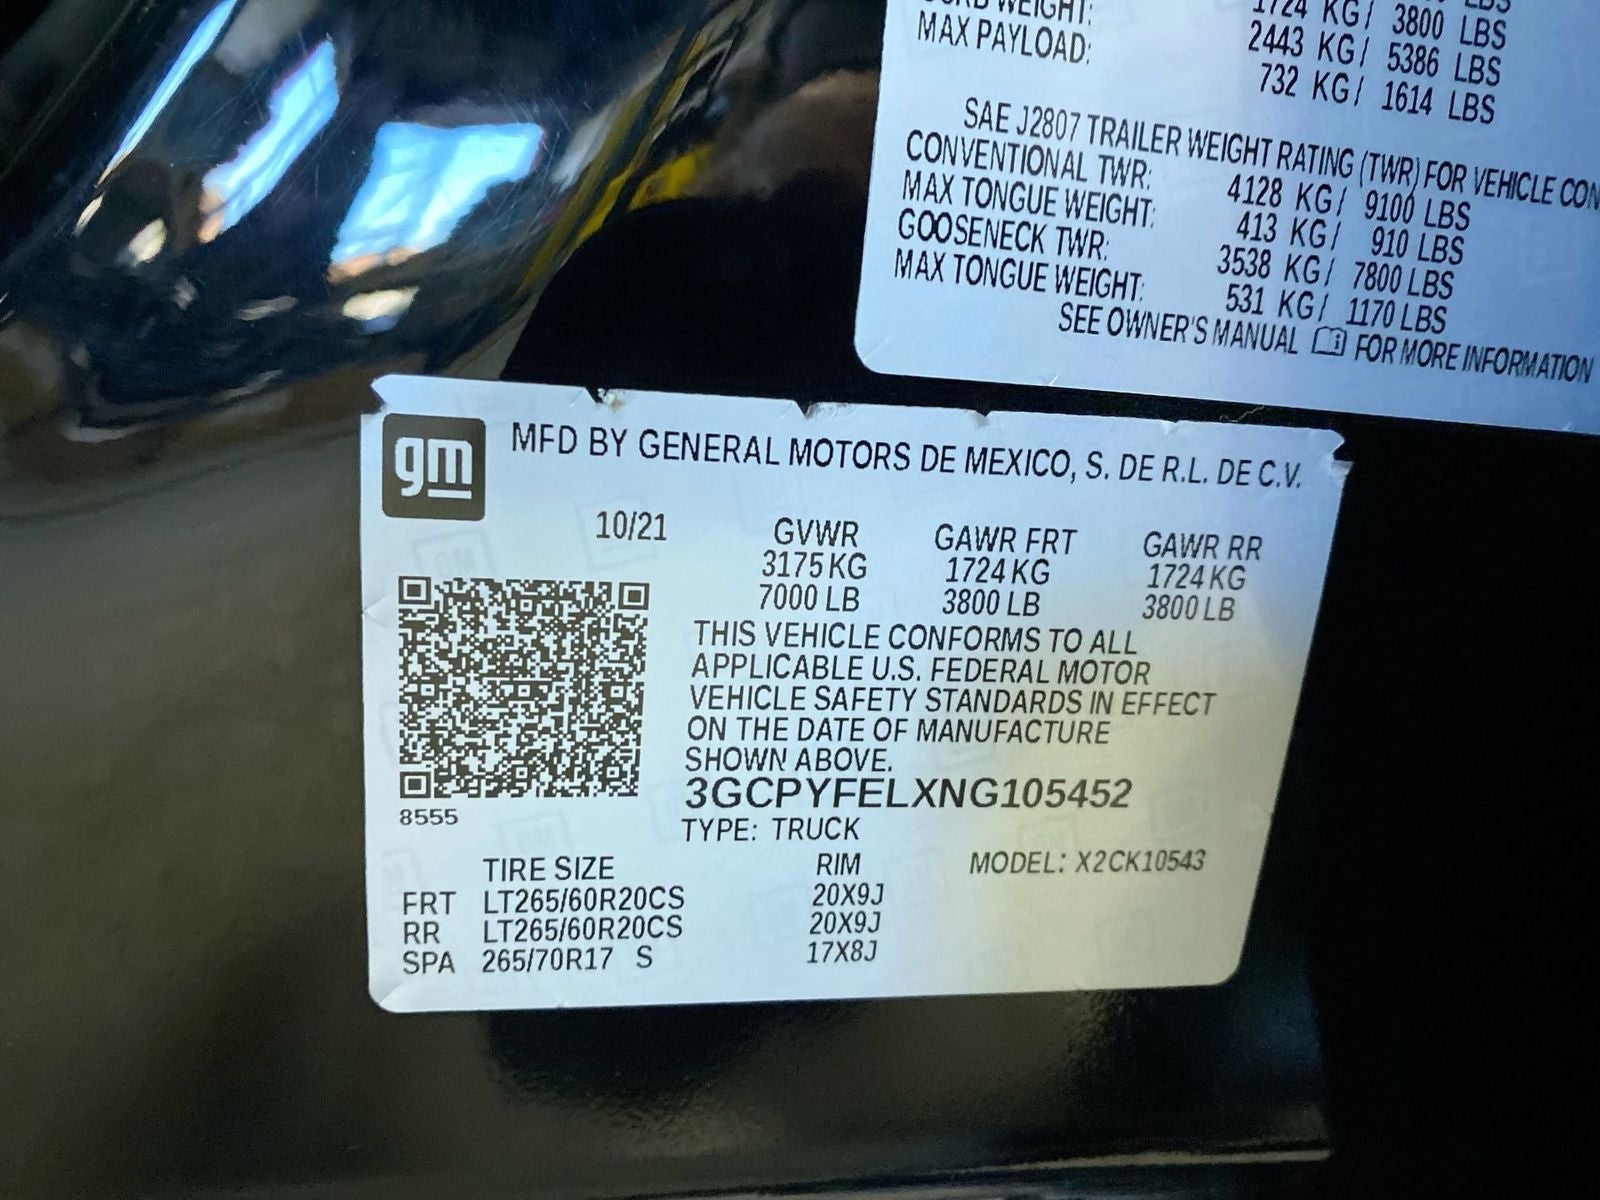 WEIGHT:
1724 KG/ 3800 LBS
MAX PAYLOAD: 2443 KG/ 5386 LBS
732 KG/ 1614 LBS
SAE J2807 TRAILER WEIGHT RATING (TWR) FOR VEHICLE
CONVENTIONAL TWR: 4128 KG/ 9100 LBS
MAX TONGUE WEIGHT: 413 KG/ 910 LBS
GOOSENECK TWR: 3538 KG/ 7800 LBS
MAX TONGUE WEIGHT: 531 KG/ 1170 LBS
SEE OWNER'S MANUAL FOR MORE INFORMATION
gm MFD BY GENERAL MOTORS DE MEXICO, S. DE R.L. DE C.V.
10/21 GVWR GAWR FRT GAWR RR
3175 KG 1724 KG 1724 KG
7000 LB 3800 LB 3800 LB
THIS VEHICLE CONFORMS TO ALL
APPLICABLE U.S. FEDERAL MOTOR
VEHICLE SAFETY STANDARDS IN EFFECT
ON THE DATE OF MANUFACTURE
SHOWN ABOVE.
3GCPYFELXNG105452
8555
TYPE: TRUCK
TIRE SIZE RIM MODEL: X2CK10543
FRT LT265/60R20CS 20X9J
RR LT265/60R20CS 20X9J
SPA 265/70R17 S 17X8J